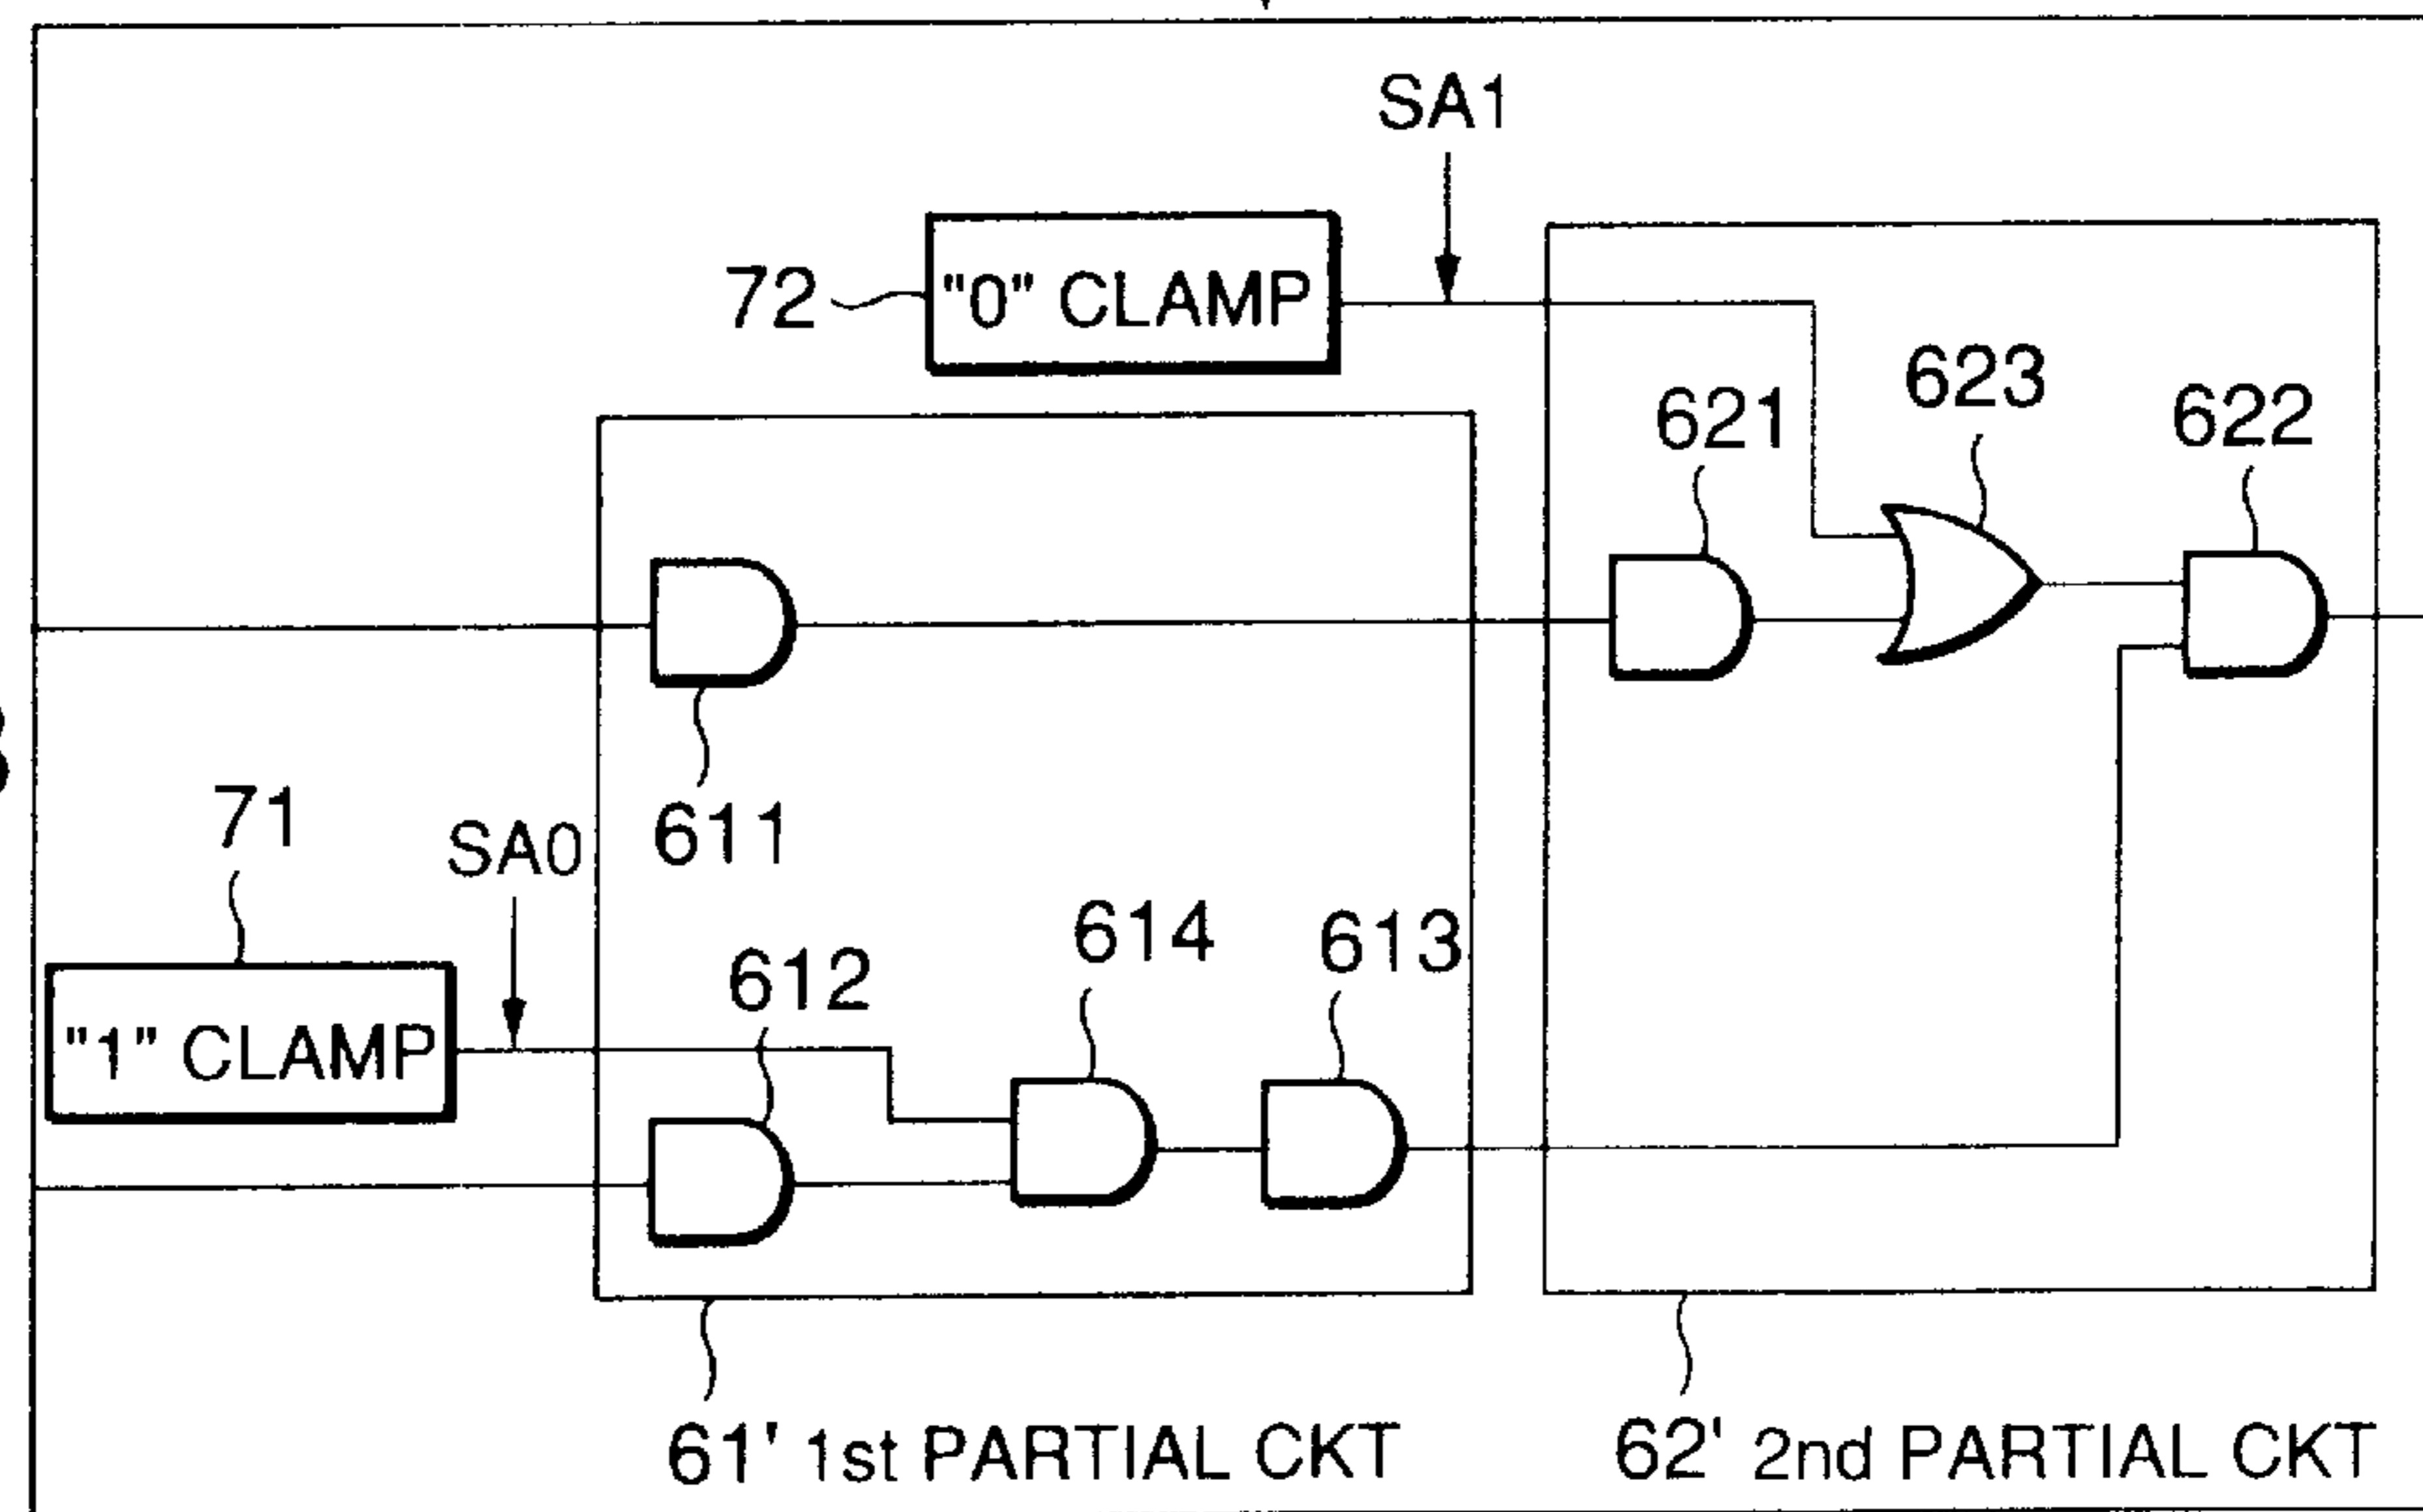 SA1
72
"0" CLAMP
623
621
622
71
SA0
611
614
613
612
"1" CLAMP
61' 1st PARTIAL CKT
62' 2nd PARTIAL CKT